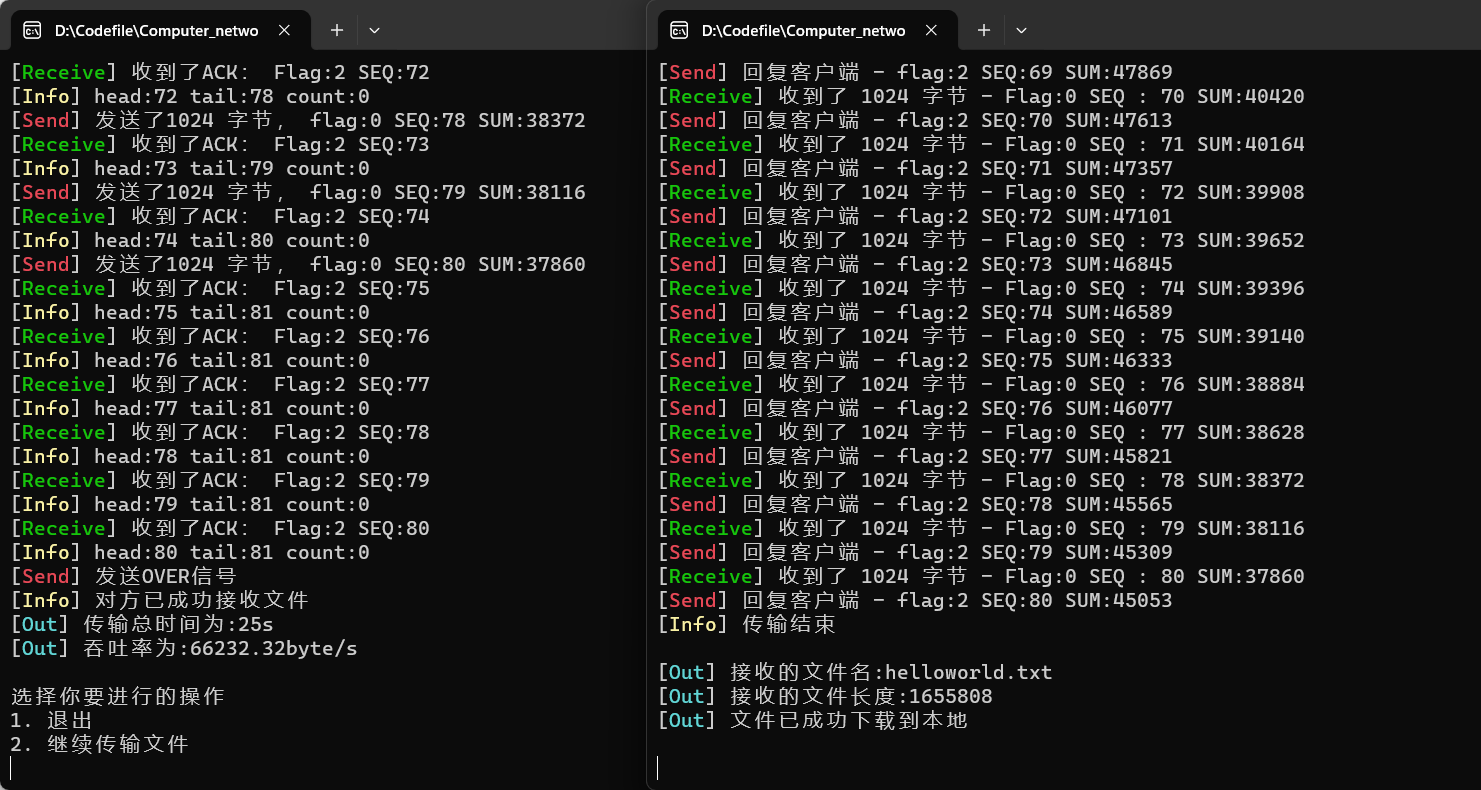 D:\Codefile\Computer_netwo
[Receive] 收到了ACK: Flag:2 SEQ:72
[Info] head:72 tail:78 count:0
[Send] 发送了1024 字节, flag:0 SEQ:78 SUM:38372
[Receive] 收到了ACK: Flag:2 SEQ:73
[Info] head:73 tail:79 count:0
[Send] 发送了1024 字节, flag:0 SEQ:79 SUM:38116
[Receive] 收到了ACK: Flag:2 SEQ:74
[Info] head:74 tail:80 count:0
[Send] 发送了1024 字节, flag:0 SEQ:80 SUM:37860
[Receive] 收到了ACK: Flag:2 SEQ:75
[Info] head:75 tail:81 count:0
[Receive] 收到了ACK: Flag:2 SEQ:76
[Info] head:76 tail:81 count:0
[Receive] 收到了ACK: Flag:2 SEQ:77
[Info] head:77 tail:81 count:0
[Receive] 收到了ACK: Flag:2 SEQ:78
[Info] head:78 tail:81 count:0
[Receive] 收到了ACK: Flag:2 SEQ:79
[Info] head:79 tail:81 count:0
[Receive] 收到了ACK: Flag:2 SEQ:80
[Info] head:80 tail:81 count:0
[Send] 发送OVER信号
[Info] 对方已成功接收文件
[Out] 传输总时间为:25s
[Out] 吞吐率为:66232.32byte/s
选择你要进行的操作
1. 退出
2. 继续传输文件
D:\Codefile\Computer_netwo
[Send] 回复客户端 - flag:2 SEQ:69 SUM:47869
[Receive] 收到了 1024 字节 - Flag:0 SEQ : 70 SUM:40420
[Send] 回复客户端 - flag:2 SEQ:70 SUM:47613
[Receive] 收到了 1024 字节 - Flag:0 SEQ : 71 SUM:40164
[Send] 回复客户端 - flag:2 SEQ:71 SUM:47357
[Receive] 收到了 1024 字节 - Flag:0 SEQ : 72 SUM:39908
[Send] 回复客户端 - flag:2 SEQ:72 SUM:47101
[Receive] 收到了 1024 字节 - Flag:0 SEQ : 73 SUM:39652
[Send] 回复客户端 - flag:2 SEQ:73 SUM:46845
[Receive] 收到了 1024 字节 - Flag:0 SEQ : 74 SUM:39396
[Send] 回复客户端 - flag:2 SEQ:74 SUM:46589
[Receive] 收到了 1024 字节 - Flag:0 SEQ : 75 SUM:39140
[Send] 回复客户端 - flag:2 SEQ:75 SUM:46333
[Receive] 收到了 1024 字节 - Flag:0 SEQ : 76 SUM:38884
[Send] 回复客户端 - flag:2 SEQ:76 SUM:46077
[Receive] 收到了 1024 字节 - Flag:0 SEQ : 77 SUM:38628
[Send] 回复客户端 - flag:2 SEQ:77 SUM:45821
[Receive] 收到了 1024 字节 - Flag:0 SEQ : 78 SUM:38372
[Send] 回复客户端 - flag:2 SEQ:78 SUM:45565
[Receive] 收到了 1024 字节 - Flag:0 SEQ : 79 SUM:38116
[Send] 回复客户端 - flag:2 SEQ:79 SUM:45309
[Receive] 收到了 1024 字节 - Flag:0 SEQ : 80 SUM:37860
[Send] 回复客户端 - flag:2 SEQ:80 SUM:45053
[Info] 传输结束
[Out] 接收的文件名:helloworld.txt
[Out] 接收的文件长度:1655808
[Out] 文件已成功下载到本地